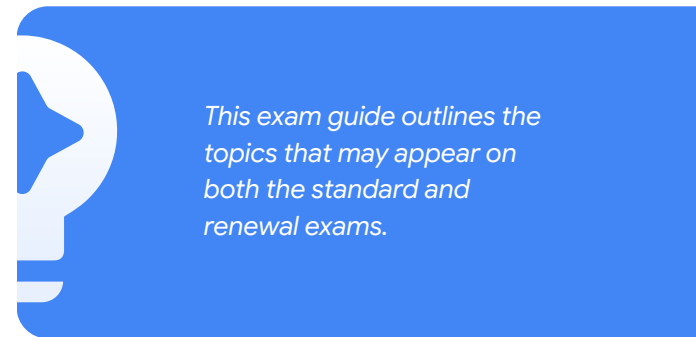 This exam guide outlines the
topics that may appear on
both the standard and
renewal exams.